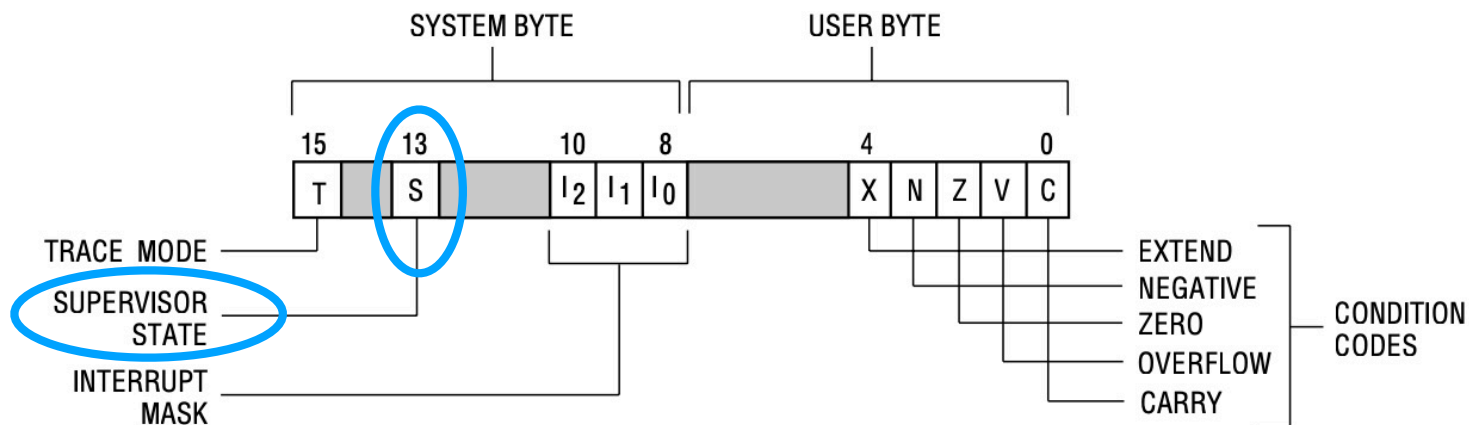 SYSTEM BYTE USER BYTE
15 13 10 8 4 0
T S I2 I1 I0 X N Z V C
TRACE MODE
SUPERVISOR
STATE
INTERRUPT
MASK
EXTEND
NEGATIVE
ZERO
OVERFLOW
CARRY
CONDITION
CODES